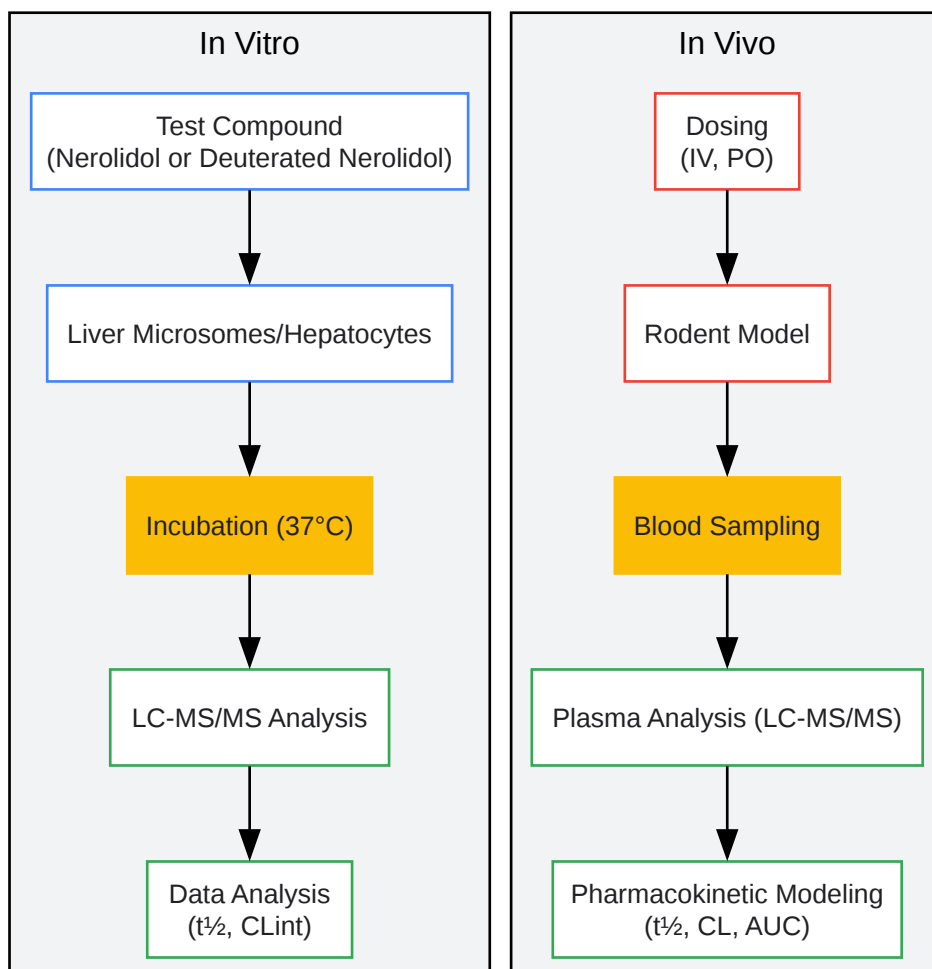 In Vitro
Test Compound
(Nerolidol or Deuterated Nerolidol)
Liver Microsomes/Hepatocytes
Incubation (37°C)
LC-MS/MS Analysis
Data Analysis
(t½, CLint)
In Vivo
Dosing
(IV, PO)
Rodent Model
Blood Sampling
Plasma Analysis (LC-MS/MS)
Pharmacokinetic Modeling
(t½, CL, AUC)